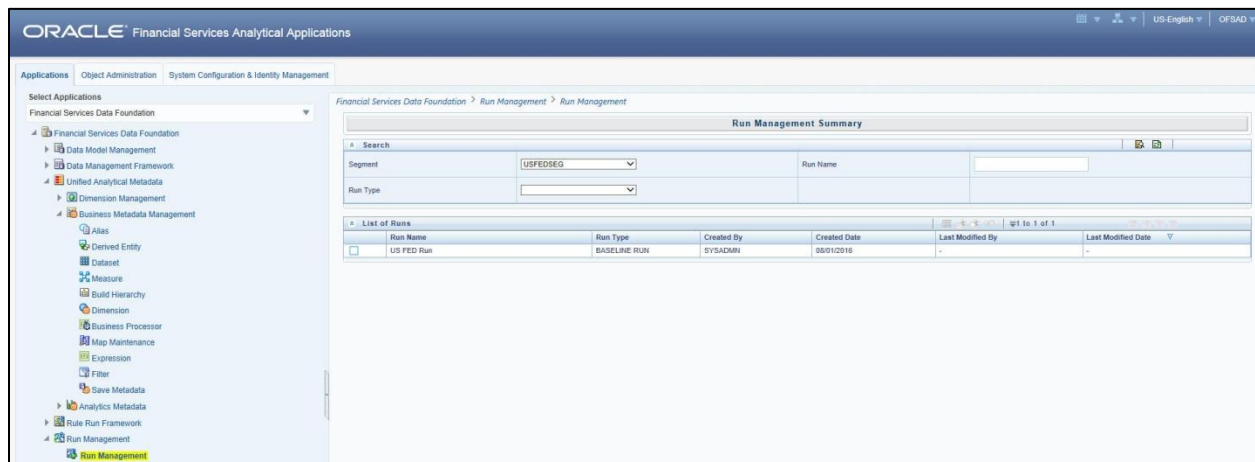 ORACLE Financial Services Analytical Applications
US-English
OFSAD
Applications
Object Administration
System Configuration & Identity Management
Select Applications
Financial Services Data Foundation
Financial Services Data Foundation
Data Model Management
Data Management Framework
Unified Analytical Metadata
Dimension Management
Business Metadata Management
Alias
Derived Entity
Dataset
Measure
Build Hierarchy
Dimension
Business Processor
Map Maintenance
Expression
Filter
Save Metadata
Analytics Metadata
Rule Run Framework
Run Management
Run Management
Financial Services Data Foundation > Run Management > Run Management
Run Management Summary
Search
Segment USFEDSEG Run Name
Run Type
List of Runs 1 to 1 of 1
Run Name Run Type Created By Created Date Last Modified By Last Modified Date
US FED Run BASELINE RUN SYSADMN 08/01/2016 - -